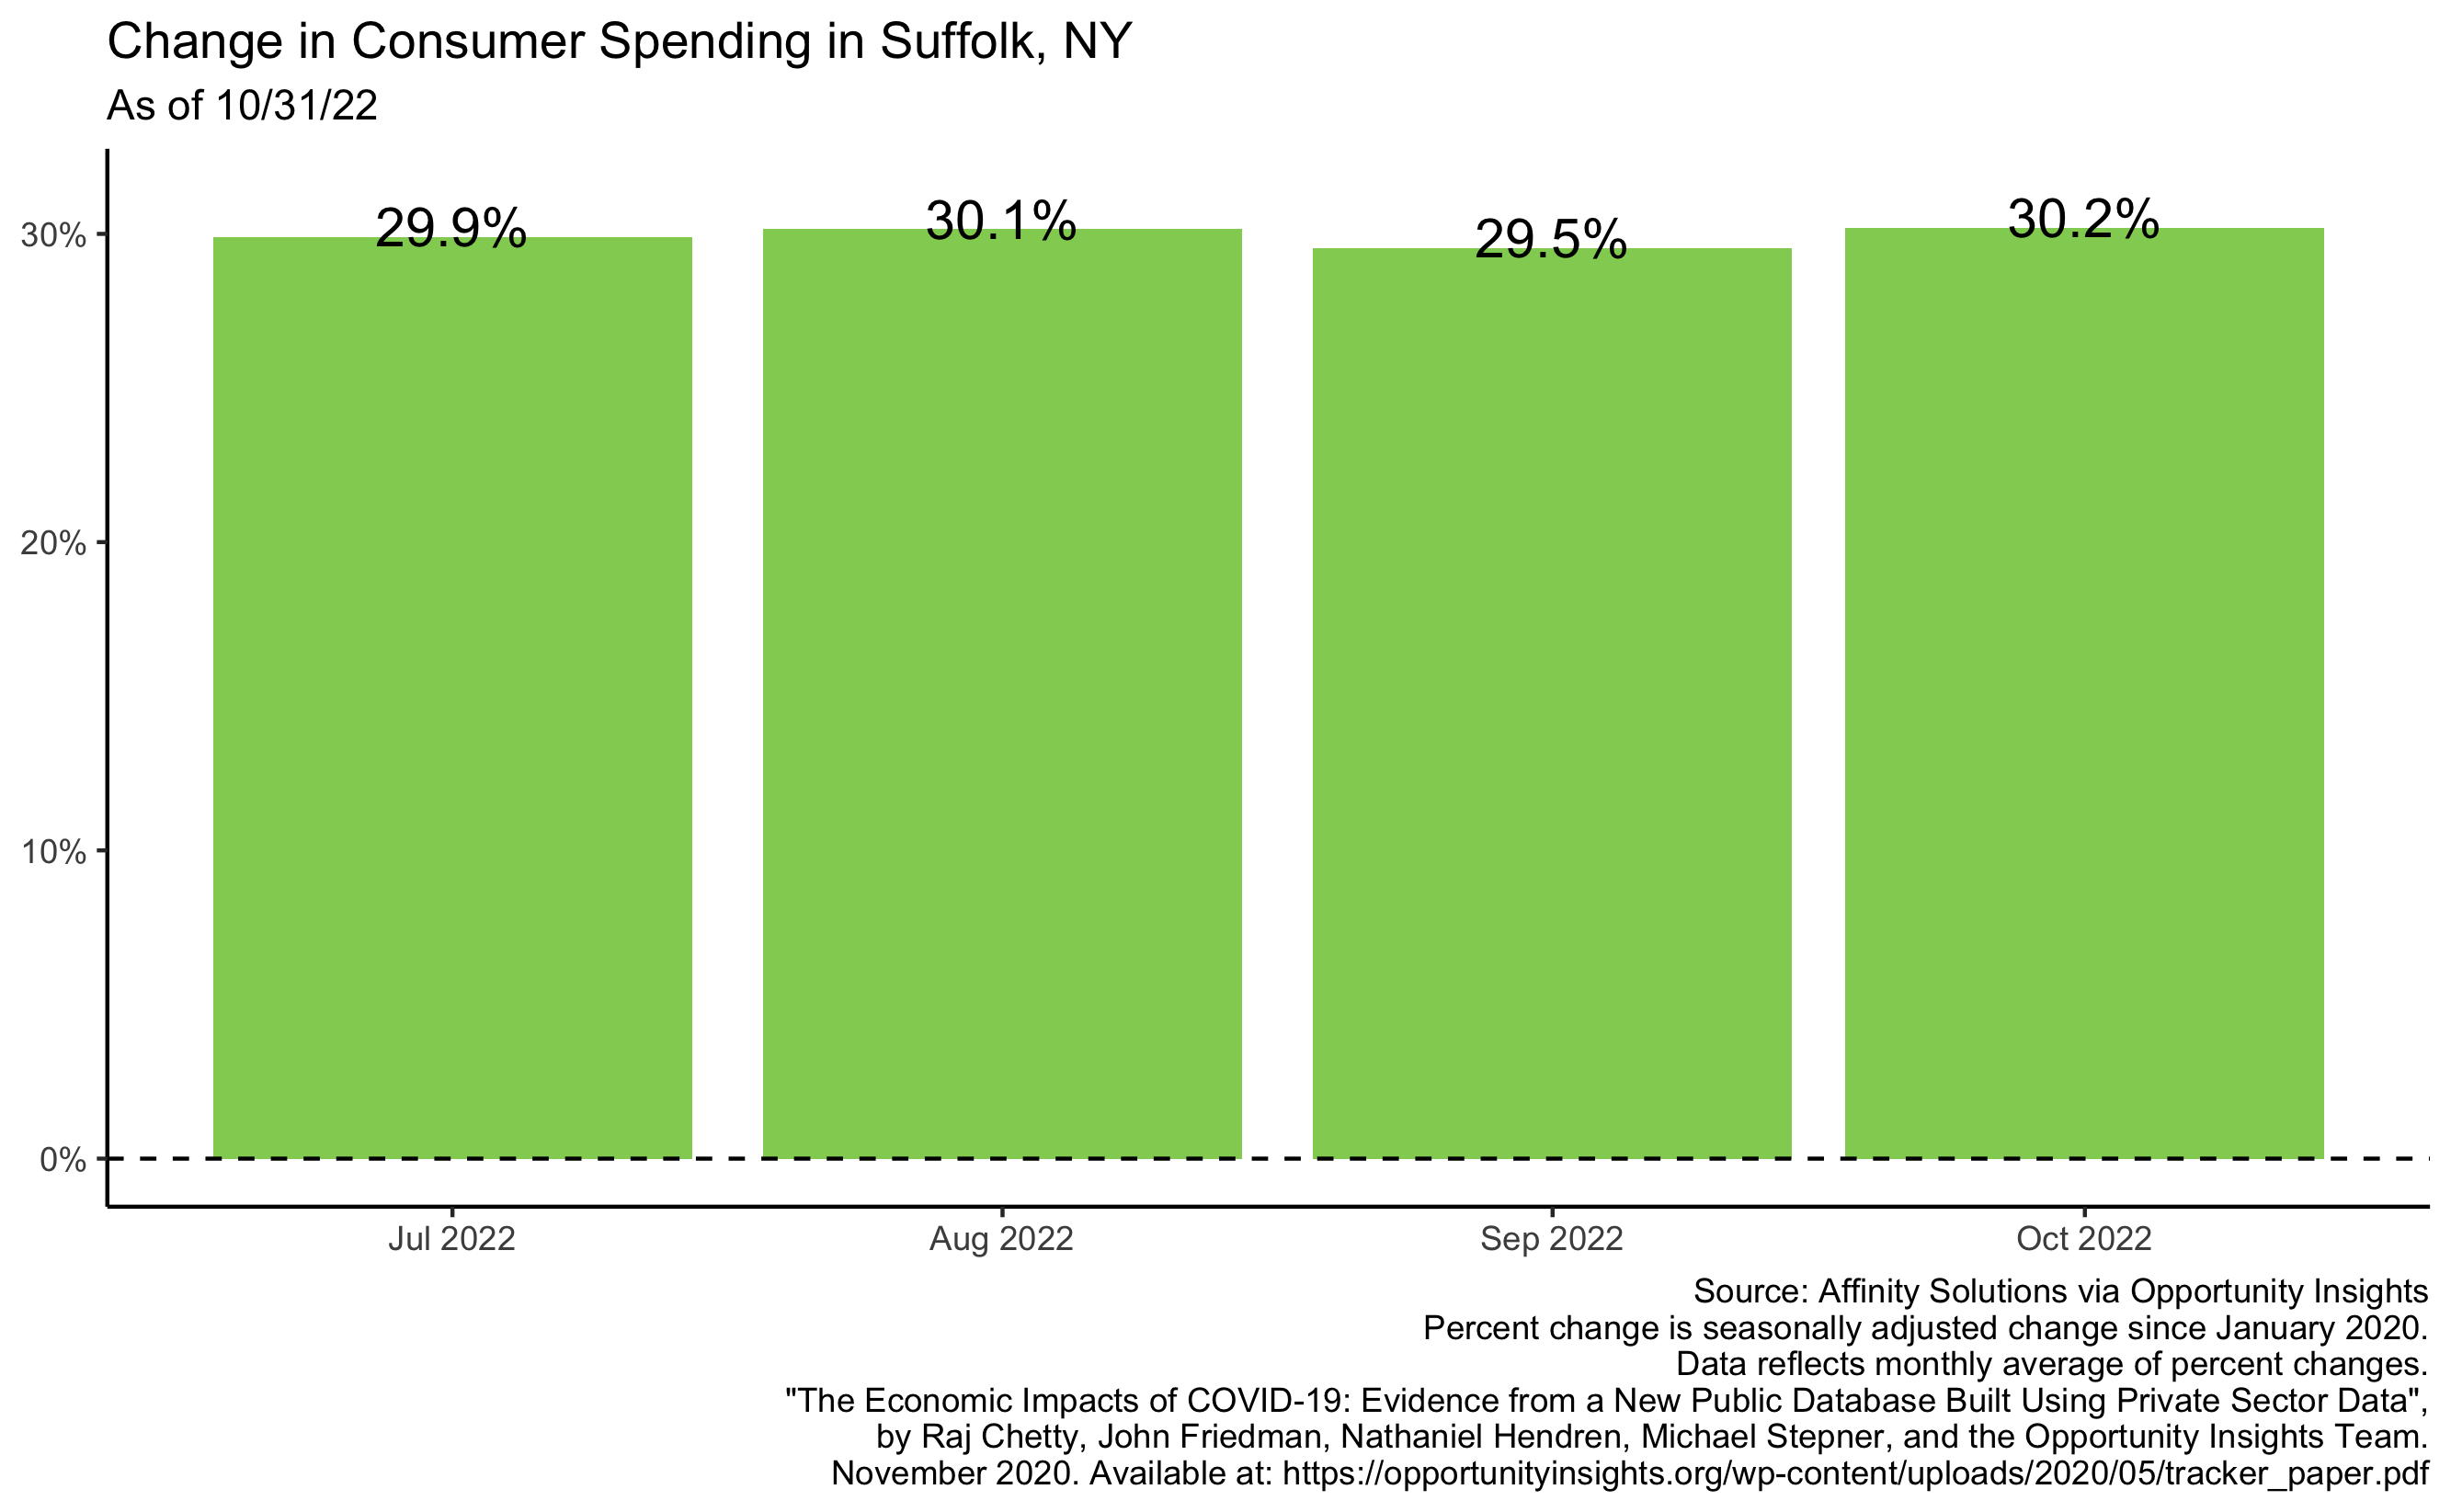 Change in Consumer Spending in Suffolk, NY
As of 10/31/22
29.9%
30.1%
29.5%
30.2%
30%
20%
10%
0%
Jul 2022
Aug 2022
Sep 2022
Oct 2022
Source: Affinity Solutions via Opportunity Insights
Percent change is seasonally adjusted change since January 2020.
Data reflects monthly average of percent changes.
"The Economic Impacts of COVID-19: Evidence from a New Public Database Built Using Private Sector Data",
by Raj Chetty, John Friedman, Nathaniel Hendren, Michael Stepner, and the Opportunity Insights Team.
November 2020. Available at: https://opportunityinsights.org/wp-content/uploads/2020/05/tracker_paper.pdf